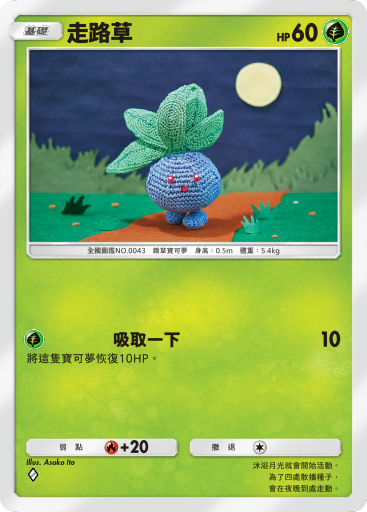 基礎 走路草 HP 60
全國圖鑑NO.0043 雜草寶可夢 身高：0.5m 體重：5.4kg
吸取一下 10
將這隻寶可夢恢復10HP。
弱點 +20 撤退
Illus. Asako Ito
沐浴月光就會開始活動。
為了四處散播種子，
會在夜晚到處走動。